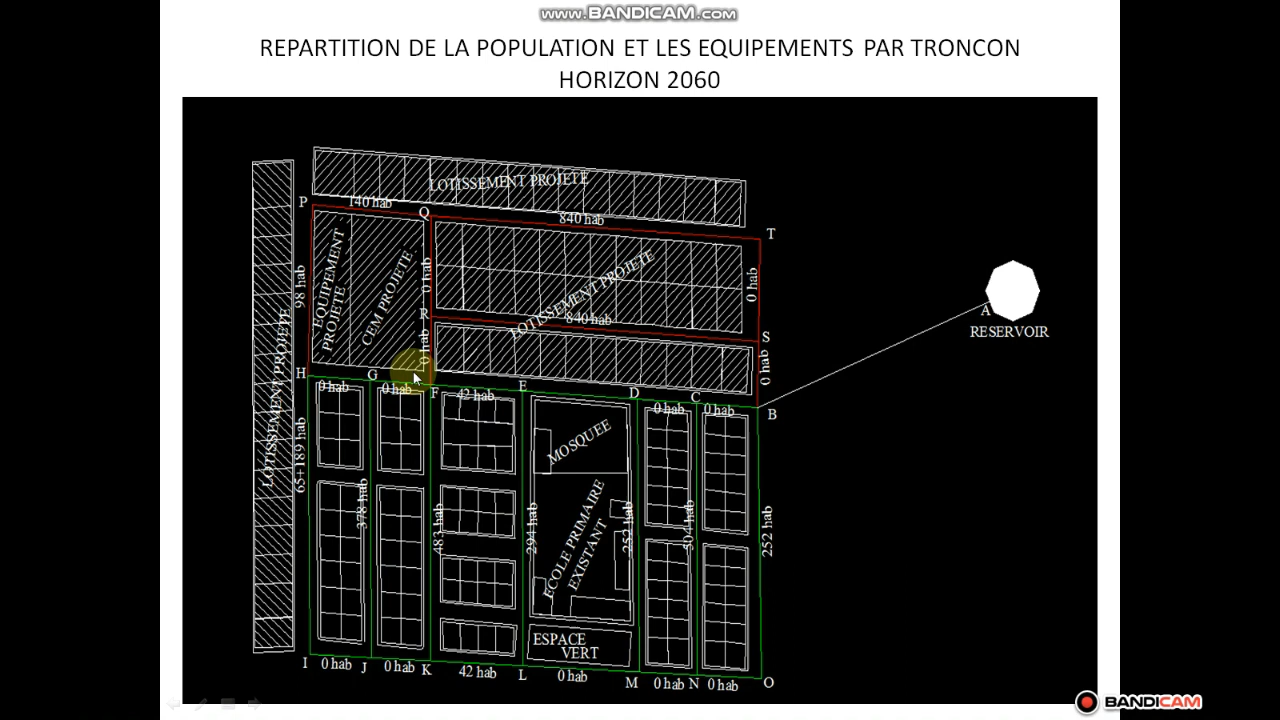 www.BANDICAM.com
REPARTITION DE LA POPULATION ET LES EQUIPEMENTS PAR TRONCON
HORIZON 2060
LOTISSEMENT PROJETE
P
140 hab
Q
840 hab
T
EQUIPEMENT
PROJETE
CEM PROJETE
98 hab
0 hab
LOTISSEMENT PROJETE
0 hab
A
RESERVOIR
R
840 hab
S
0 hab
0 hab
LOTISSEMENT PROJETE
H
G
F
E
D
C
B
0 hab
0 hab
42 hab
0 hab
0 hab
MOSQUEE
65+189 hab
378 hab
483 hab
294 hab
ECOLE PRIMAIRE
EXISTANT
252 hab
504 hab
252 hab
ESPACE
VERT
I
0 hab
J
0 hab
K
42 hab
L
0 hab
M
0 hab
N
0 hab
O
BANDICAM